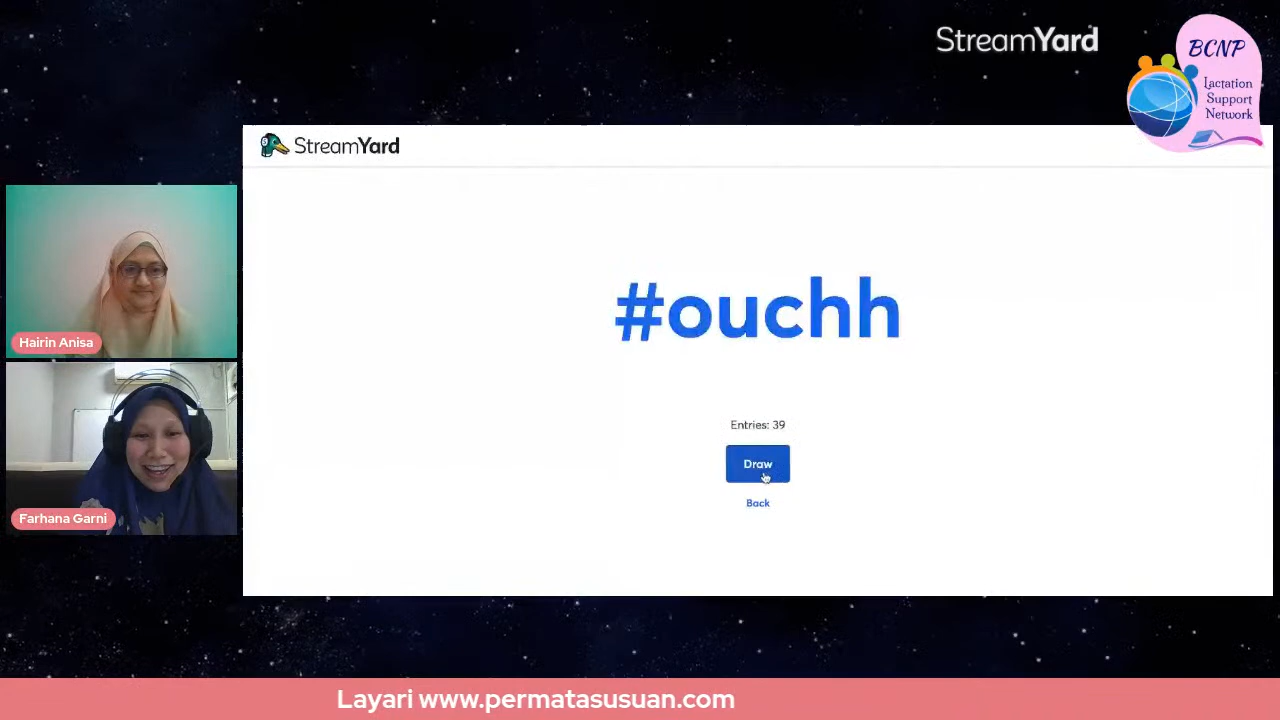 StreamYard
BCNP
Lactation
Support
Network
StreamYard
#ouchh
Hairin Anisa
Entries: 39
Draw
Back
Farhana Garni
Layari www.permatasusuan.com